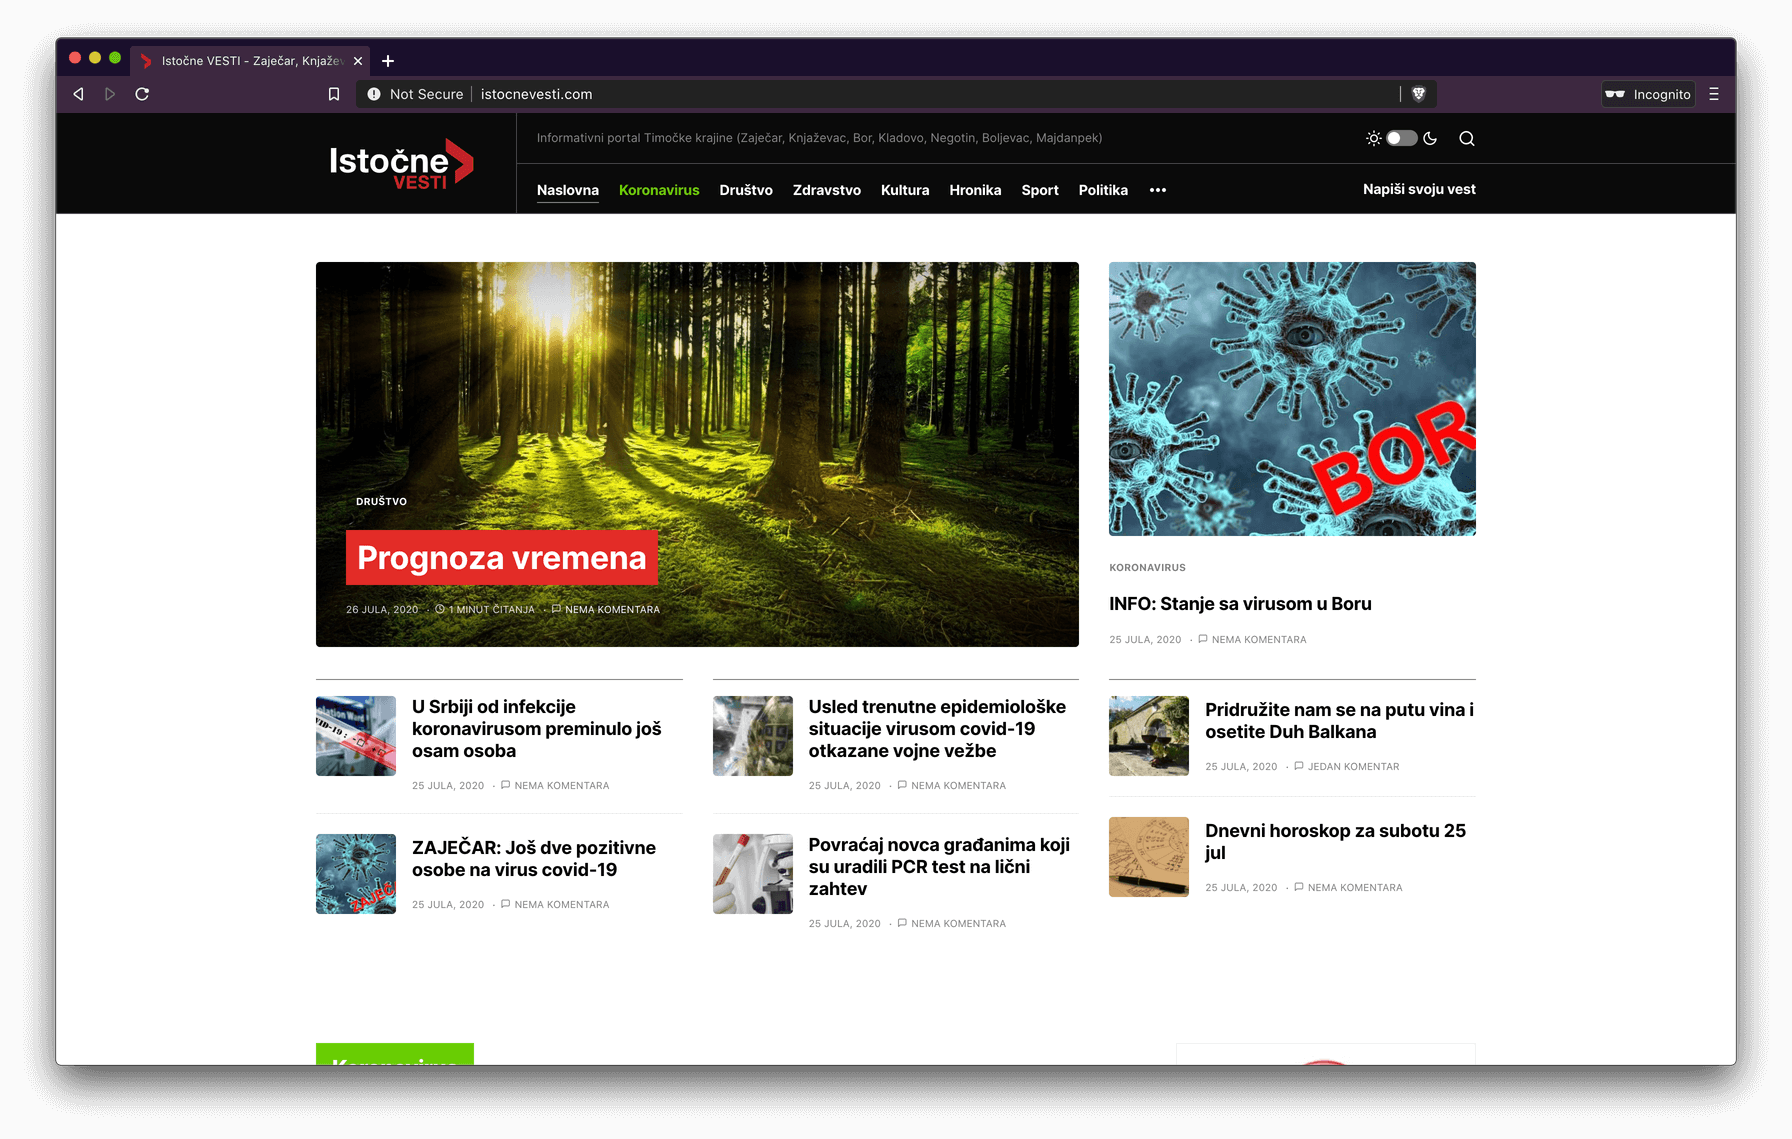 Istočne VESTI - Zaječar, Knjažev
Not Secure
istocnevesti.com
Incognito
Istočne
VESTI
Informativni portal Timočke krajine (Zaječar, Knjaževac, Bor, Kladovo, Negotin, Boljevac, Majdanpek)
Naslovna Koronavirus Društvo Zdravstvo Kultura Hronika Sport Politika •••
Napiši svoju vest
DRUŠTVO
Prognoza vremena
26 JULA, 2020 · 1 MINUT ČITANJA · NEMA KOMENTARA
BOR
KORONAVIRUS
INFO: Stanje sa virusom u Boru
25 JULA, 2020 · NEMA KOMENTARA
U Srbiji od infekcije
koronavirusom preminulo još
osam osoba
25 JULA, 2020 · NEMA KOMENTARA
Usled trenutne epidemiološke
situacije virusom covid-19
otkazane vojne vežbe
25 JULA, 2020 · NEMA KOMENTARA
Pridružite nam se na putu vina i
osetite Duh Balkana
25 JULA, 2020 · JEDAN KOMENTAR
ZAJEČ
ZAJEČAR: Još dve pozitivne
osobe na virus covid-19
25 JULA, 2020 · NEMA KOMENTARA
Povraćaj novca građanima koji
su uradili PCR test na lični
zahtev
25 JULA, 2020 · NEMA KOMENTARA
Dnevni horoskop za subotu 25
jul
25 JULA, 2020 · NEMA KOMENTARA
Koronavirus